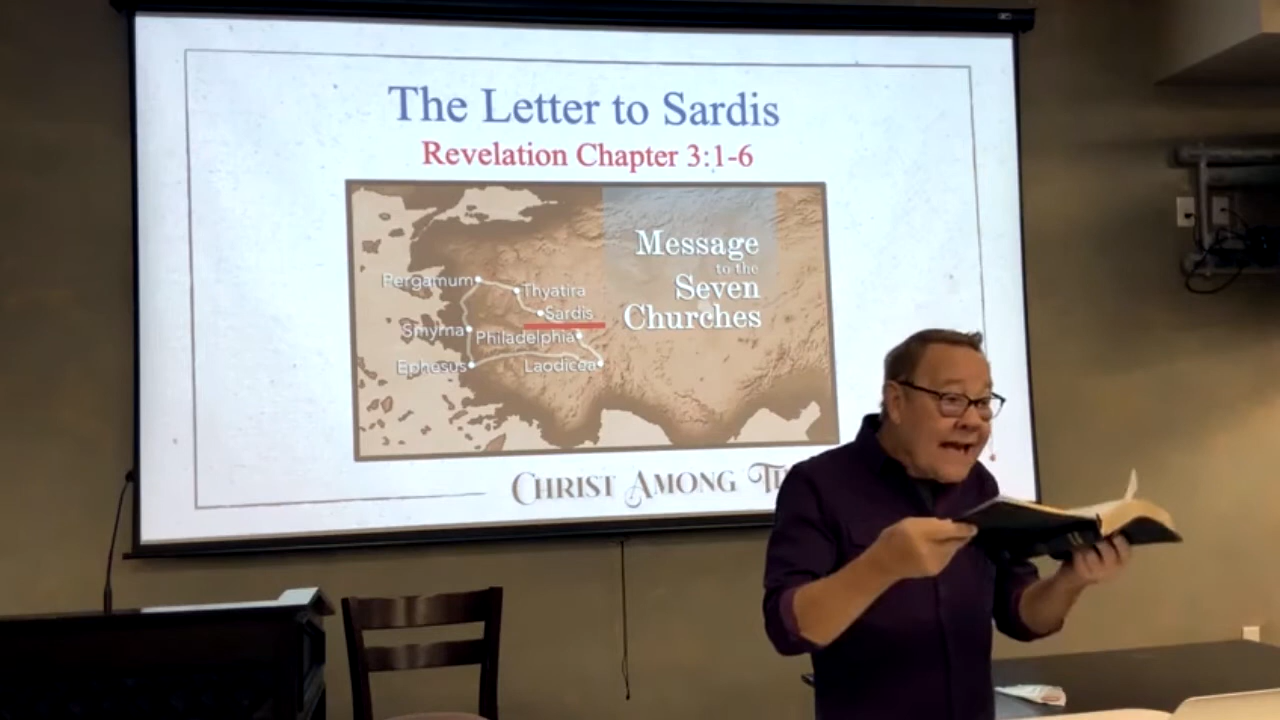 The Letter to Sardis
Revelation Chapter 3:1-6
Message
to the
Seven
Churches
Pergamum
Thyatira
Sardis
Smyrna
Philadelphia
Ephesus
Laodicea
CHRIST AMONG